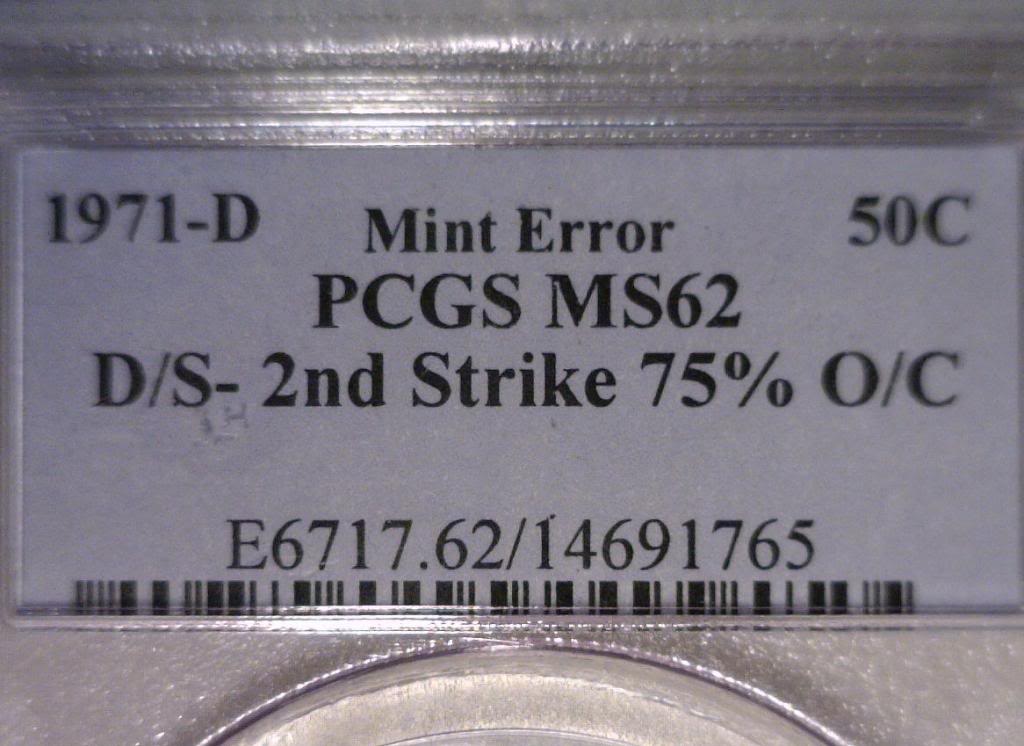 1971-D Mint Error 50C
PCGS MS62
D/S- 2nd Strike 75% O/C
E6717.62/14691765